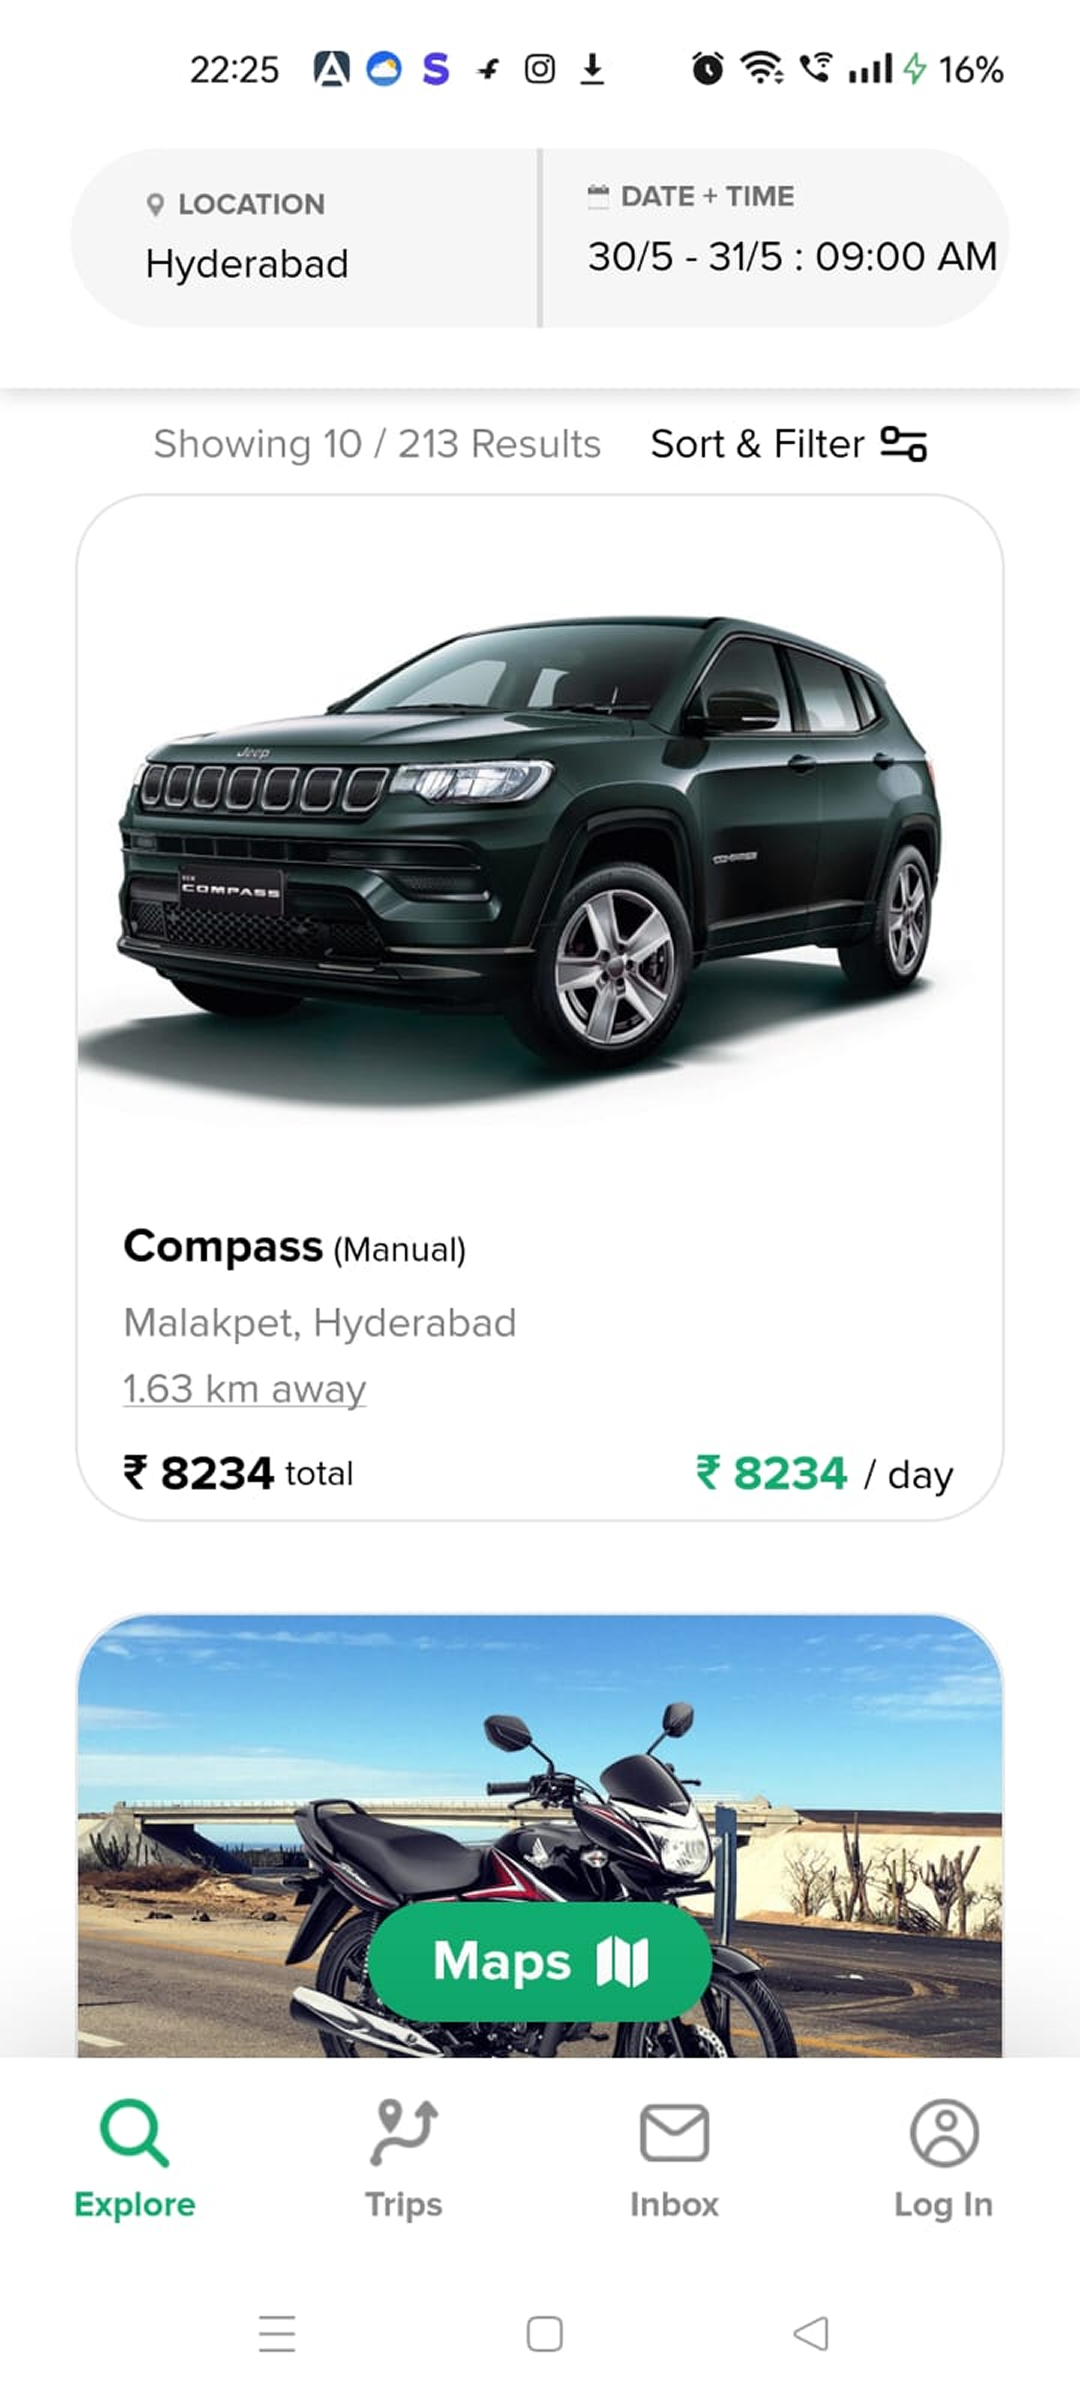 22:25 16%
LOCATION
Hyderabad
DATE + TIME
30/5 - 31/5 : 09:00 AM
Showing 10 / 213 Results Sort & Filter
Jeep
COMPASS
COMPASS
Compass (Manual)
Malakpet, Hyderabad
1.63 km away
₹ 8234 total ₹ 8234 / day
Maps
Explore Trips Inbox Log In